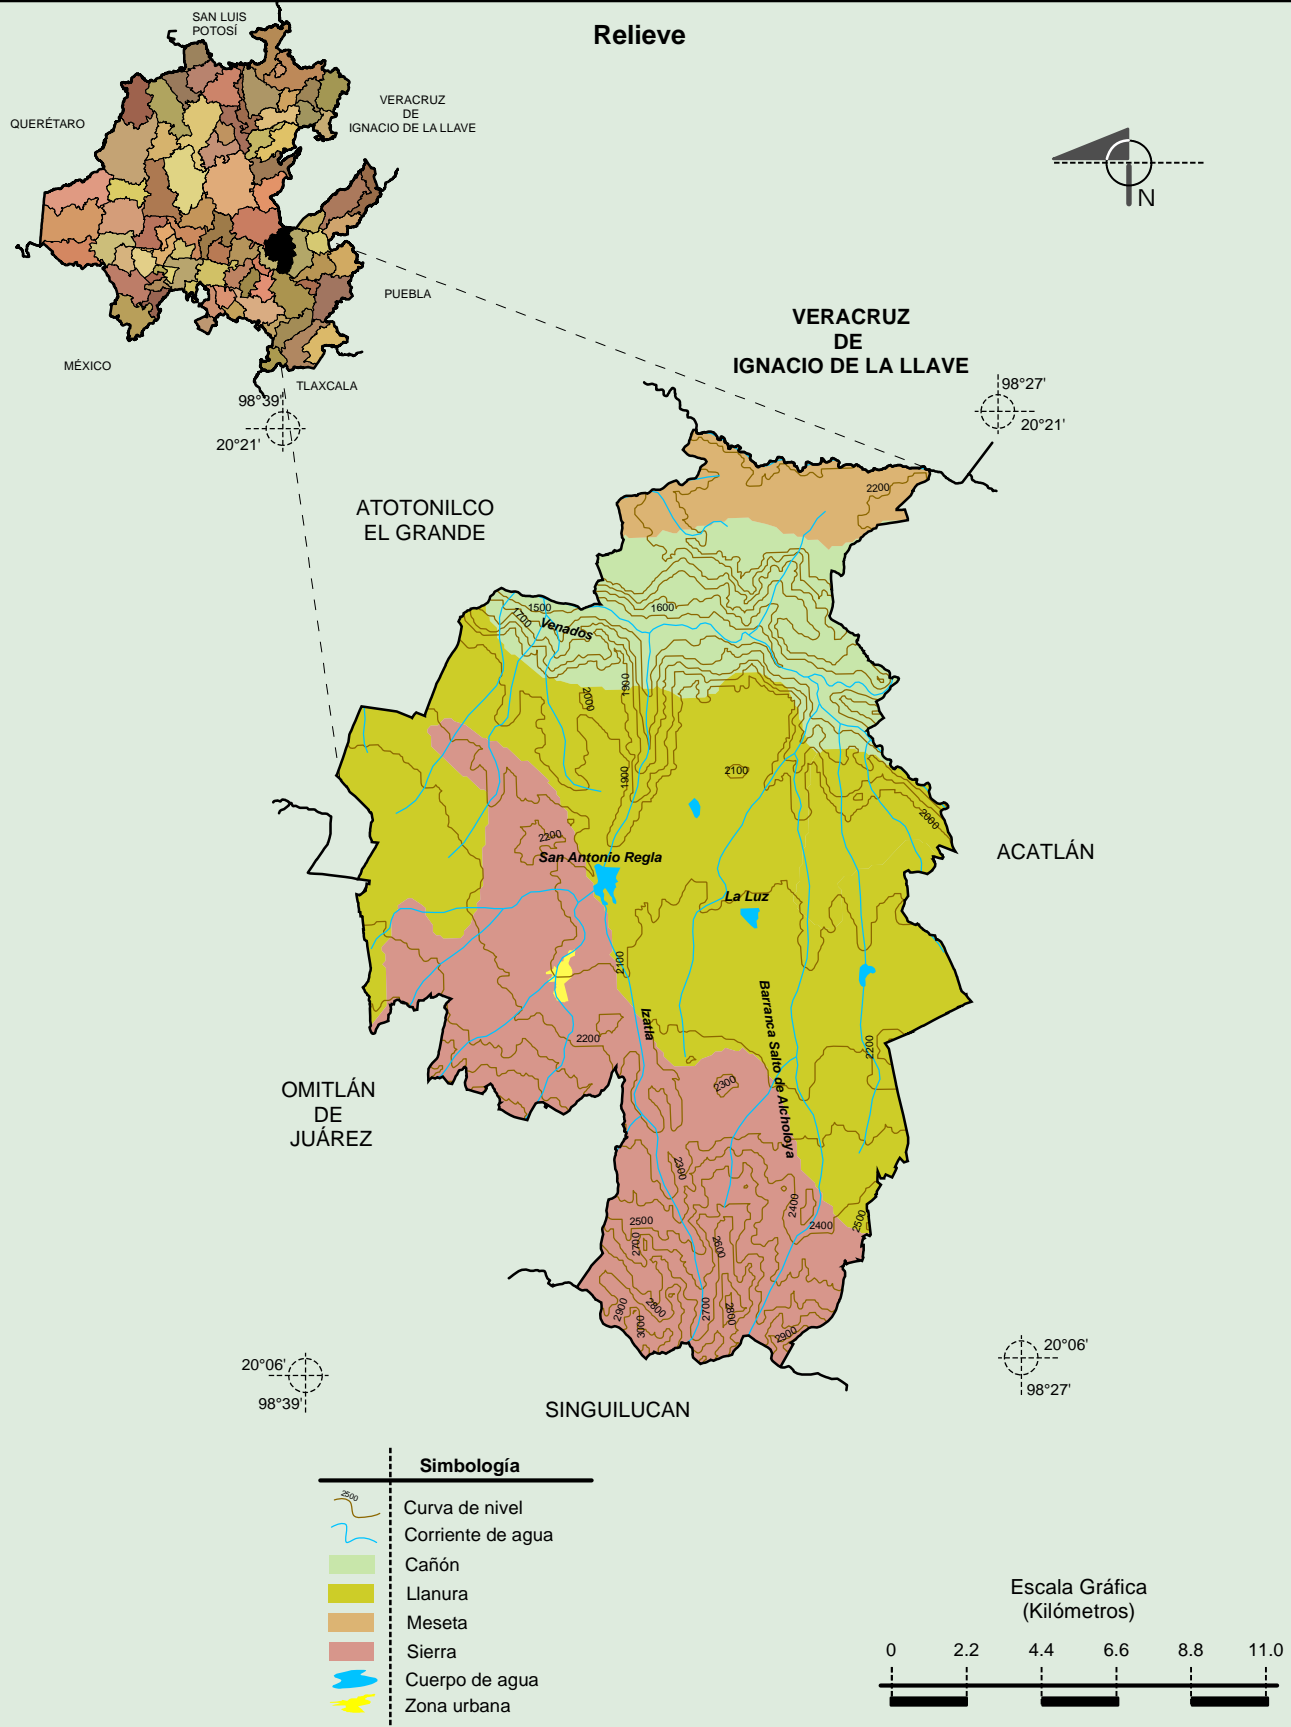 Relieve
SAN LUIS
POTOSÍ
VERACRUZ
DE
IGNACIO DE LA LLAVE
QUERÉTARO
N
PUEBLA
MÉXICO
TLAXCALA
VERACRUZ
DE
IGNACIO DE LA LLAVE
98°39'
20°21'
98°27'
20°21'
ATOTONILCO
EL GRANDE
2200
1500
1600
1700
Venados
2000
1900
1900
2100
2000
2200
San Antonio Regla
La Luz
ACATLÁN
2100
Izatla
Barranca Salto de Alcholoya
2200
2200
2300
OMITLÁN
DE
JUÁREZ
2300
2400
2400
2500
2500
2700
2600
2900
2800
3000
2700
2800
2900
20°06'
98°39'
20°06'
98°27'
SINGUILUCAN
Simbología
2500
Curva de nivel
Corriente de agua
Cañón
Llanura
Meseta
Sierra
Cuerpo de agua
Zona urbana
Escala Gráfica
(Kilómetros)
0 2.2 4.4 6.6 8.8 11.0